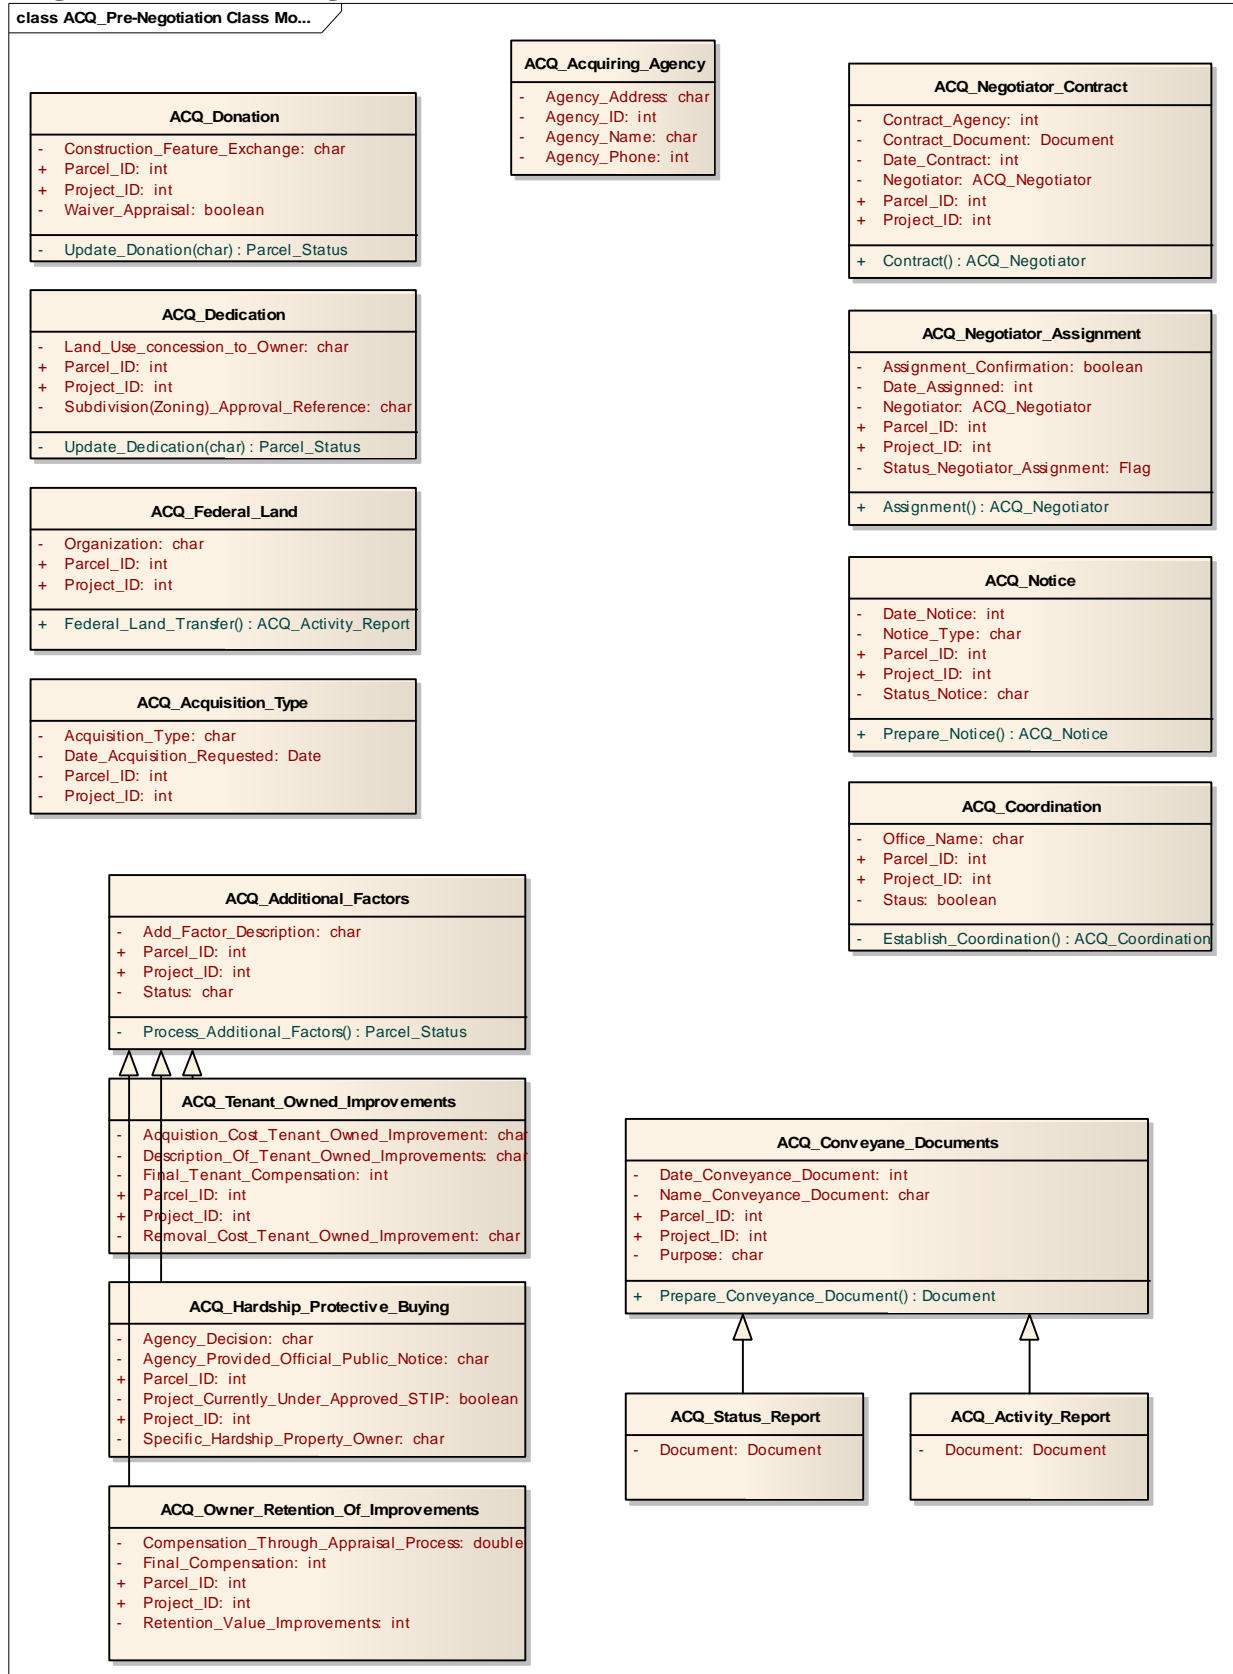 class ACQ_Pre-Negotiation Class Mo...
ACQ_Acquiring_Agency
- Agency_Address: char
- Agency_ID: int
- Agency_Name: char
- Agency_Phone: int
ACQ_Donation
- Construction_Feature_Exchange: char
+ Parcel_ID: int
+ Project_ID: int
- Waiver_Appraisal: boolean
- Update_Donation(char) : Parcel_Status
ACQ_Dedication
- Land_Use_concession_to_Owner: char
+ Parcel_ID: int
+ Project_ID: int
- Subdivision(Zoning)_Approval_Reference: char
- Update_Dedication(char) : Parcel_Status
ACQ_Federal_Land
- Organization: char
+ Parcel_ID: int
+ Project_ID: int
+ Federal_Land_Transfer() : ACQ_Activity_Report
ACQ_Acquisition_Type
- Acquisition_Type: char
- Date_Acquisition_Requested: Date
- Parcel_ID: int
- Project_ID: int
ACQ_Negotiator_Contract
- Contract_Agency: int
- Contract_Document: Document
- Date_Contract: int
- Negotiator: ACQ_Negotiator
+ Parcel_ID: int
+ Project_ID: int
+ Contract() : ACQ_Negotiator
ACQ_Negotiator_Assignment
- Assignment_Confirmation: boolean
- Date_Assignned: int
- Negotiator: ACQ_Negotiator
+ Parcel_ID: int
+ Project_ID: int
- Status_Negotiator_Assignment: Flag
+ Assignment() : ACQ_Negotiator
ACQ_Notice
- Date_Notice: int
- Notice_Type: char
+ Parcel_ID: int
+ Project_ID: int
- Status_Notice: char
+ Prepare_Notice() : ACQ_Notice
ACQ_Coordination
- Office_Name: char
+ Parcel_ID: int
+ Project_ID: int
- Staus: boolean
- Establish_Coordination() : ACQ_Coordination
ACQ_Additional_Factors
- Add_Factor_Description: char
+ Parcel_ID: int
+ Project_ID: int
- Status: char
- Process_Additional_Factors() : Parcel_Status
ACQ_Tenant_Owned_Improvements
- Acquistion_Cost_Tenant_Owned_Improvement: char
- Description_Of_Tenant_Owned_Improvements: char
- Final_Tenant_Compensation: int
+ Parcel_ID: int
+ Project_ID: int
- Removal_Cost_Tenant_Owned_Improvement: char
ACQ_Hardship_Protective_Buying
- Agency_Decision: char
- Agency_Provided_Official_Public_Notice: char
+ Parcel_ID: int
- Project_Currently_Under_Approved_STIP: boolean
+ Project_ID: int
- Specific_Hardship_Property_Owner: char
ACQ_Owner_Retention_Of_Improvements
- Compensation_Through_Appraisal_Process: double
- Final_Compensation: int
+ Parcel_ID: int
+ Project_ID: int
- Retention_Value_Improvements: int
ACQ_Conveyane_Documents
- Date_Conveyance_Document: int
- Name_Conveyance_Document: char
+ Parcel_ID: int
+ Project_ID: int
- Purpose: char
+ Prepare_Conveyance_Document() : Document
ACQ_Status_Report
- Document: Document
ACQ_Activity_Report
- Document: Document